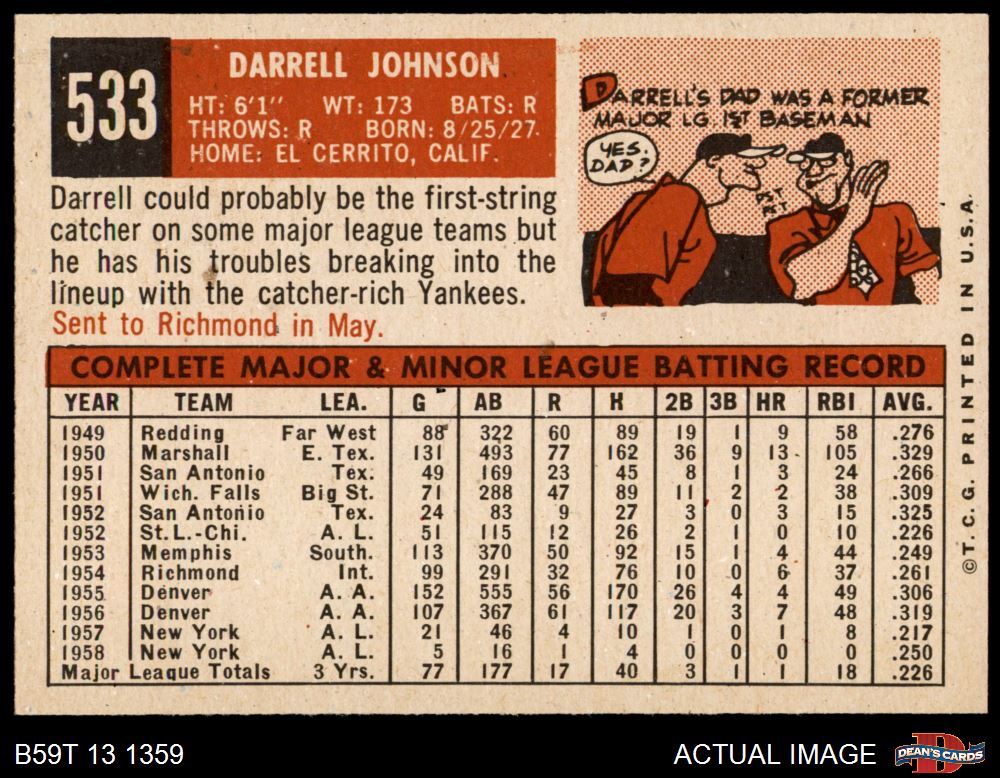 533
DARRELL JOHNSON
HT: 6'1" WT: 173 BATS: R
THROWS: R BORN: 8/25/27
HOME: EL CERRITO, CALIF.
DARRELL'S DAD WAS A FORMER
MAJOR LG. 1ST BASEMAN
YES,
DAD?
Darrell could probably be the first-string
catcher on some major league teams but
he has his troubles breaking into the
lineup with the catcher-rich Yankees.
Sent to Richmond in May.
COMPLETE MAJOR & MINOR LEAGUE BATTING RECORD
YEAR TEAM LEA. G AB R H 2B 3B HR RBI AVG.
1949 Redding Far West 88 322 60 89 19 1 9 58 .276
1950 Marshall E. Tex. 131 493 77 162 36 9 13 105 .329
1951 San Antonio Tex. 49 169 23 45 8 1 3 24 .266
1951 Wich. Falls Big St. 71 288 47 89 11 2 2 38 .309
1952 San Antonio Tex. 24 83 9 27 3 0 3 15 .325
1952 St.L.-Chi. A. L. 51 115 12 26 2 1 0 10 .226
1953 Memphis South. 113 370 50 92 15 1 4 44 .249
1954 Richmond Int. 99 291 32 76 10 0 6 37 .261
1955 Denver A. A. 152 555 56 170 26 4 4 49 .306
1956 Denver A. A. 107 367 61 117 20 3 7 48 .319
1957 New York A. L. 21 46 4 10 1 0 1 8 .217
1958 New York A. L. 5 16 1 4 0 0 0 0 .250
Major League Totals 3 Yrs. 77 177 17 40 3 1 1 18 .226
© T. C. G. PRINTED IN U.S.A.
B59T 13 1359
ACTUAL IMAGE
DEAN'S CARDS